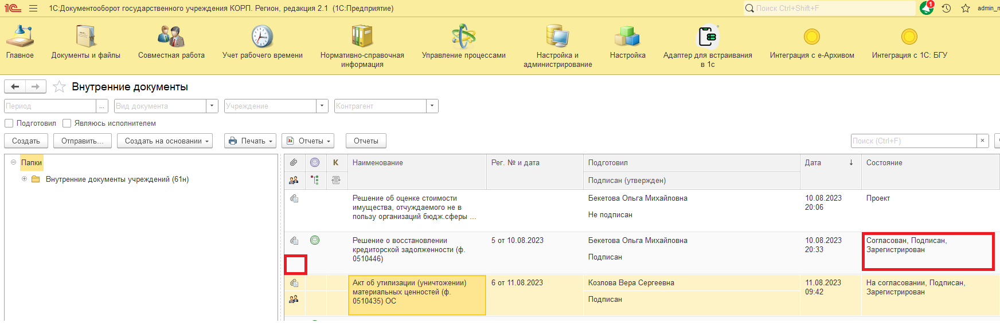 1С:Документооборот государственного учреждения КОРП. Регион, редакция 2.1 (1С:Предприятие)
Поиск Ctrl+Shift+F
1
admin_
Главное
Документы и файлы
Совместная работа
Учет рабочего времени
Нормативно-справочная
информация
Управление процессами
Настройка и
администрирование
Настройка
Адаптер для встраивания
в 1с
Интеграция с е-Архивом
Интеграция с 1С: БГУ
Внутренние документы
Период
...
Вид документа
Учреждение
Контрагент
Подготовил
Являюсь исполнителем
Создать
Отправить...
Создать на основании
Печать
Отчеты
Отчеты
Поиск (Ctrl+F)
×
Папки
Внутренние документы учреждений (61н)
К
Наименование
Рег. № и дата
Подготовил
Подписан (утвержден)
Дата ↓
Состояние
Решение об оценке стоимости
имущества, отчуждаемого не в
пользу организаций бюдж.сферы ...
Бекетова Ольга Михайловна
Не подписан
10.08.2023
20:06
Проект
Решение о восстановлении
кредиторской задолженности (ф.
0510446)
5 от 10.08.2023
Бекетова Ольга Михайловна
Подписан
10.08.2023
20:33
Согласован, Подписан,
Зарегистрирован
Акт об утилизации (уничтожении)
материальных ценностей (ф.
0510435) ОС
6 от 11.08.2023
Козлова Вера Сергеевна
Подписан
11.08.2023
09:42
На согласовании, Подписан,
Зарегистрирован